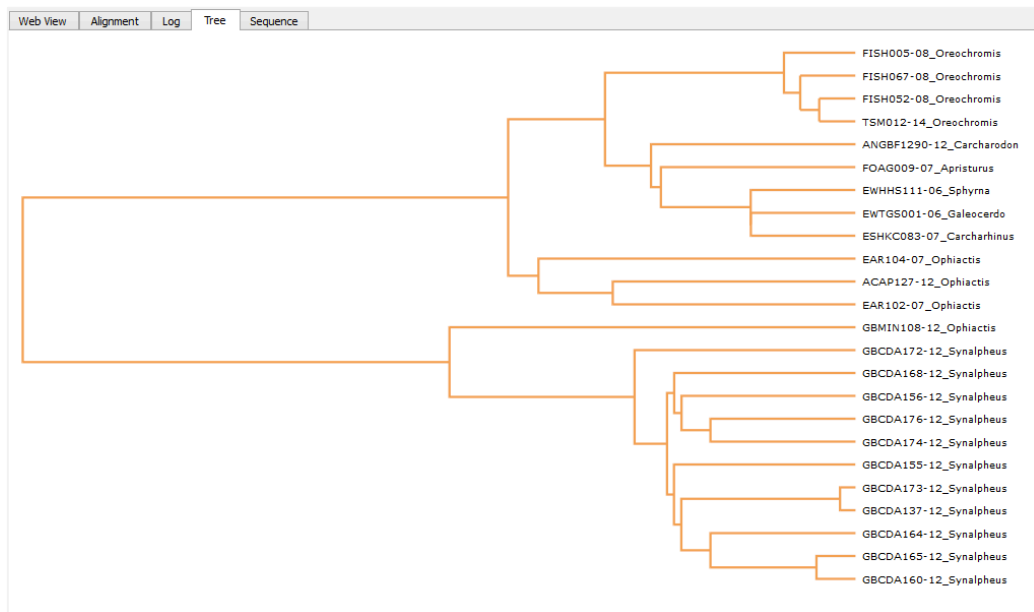 Web View Alignment Log Tree Sequence
FISH005-08_Oreochromis
FISH067-08_Oreochromis
FISH052-08_Oreochromis
TSM012-14_Oreochromis
ANGBF1290-12_Carcharodon
FOAG009-07_Apristurus
EWHHS111-06_Sphyrna
EWTGS001-06_Galeocerdo
ESHKC083-07_Carcharhinus
EAR104-07_Ophiactis
ACAP127-12_Ophiactis
EAR102-07_Ophiactis
GBMIN108-12_Ophiactis
GBCDA172-12_Synalpheus
GBCDA168-12_Synalpheus
GBCDA156-12_Synalpheus
GBCDA176-12_Synalpheus
GBCDA174-12_Synalpheus
GBCDA155-12_Synalpheus
GBCDA173-12_Synalpheus
GBCDA137-12_Synalpheus
GBCDA164-12_Synalpheus
GBCDA165-12_Synalpheus
GBCDA160-12_Synalpheus